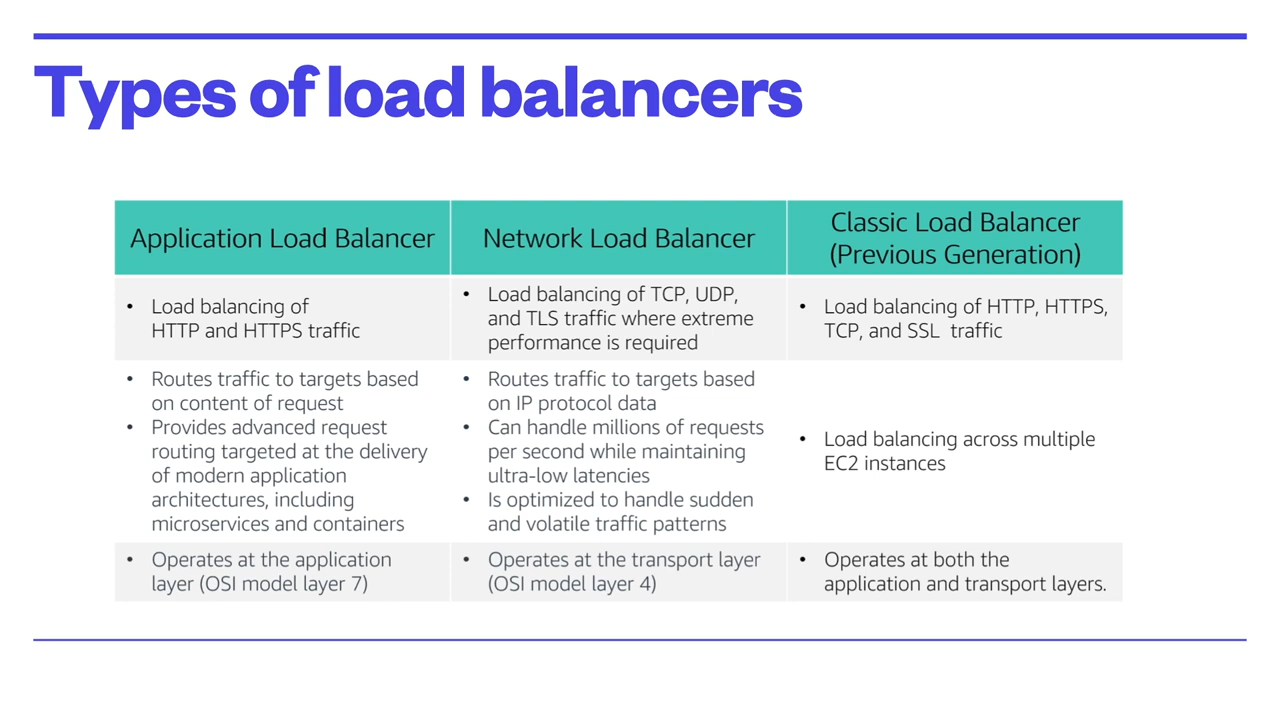 Types of load balancers
Application Load Balancer
Network Load Balancer
Classic Load Balancer
(Previous Generation)
• Load balancing of
HTTP and HTTPS traffic
• Load balancing of TCP, UDP,
and TLS traffic where extreme
performance is required
• Load balancing of HTTP, HTTPS,
TCP, and SSL  traffic
• Routes traffic to targets based
on content of request
• Provides advanced request
routing targeted at the delivery
of modern application
architectures, including
microservices and containers
• Routes traffic to targets based
on IP protocol data
• Can handle millions of requests
per second while maintaining
ultra-low latencies
• Is optimized to handle sudden
and volatile traffic patterns
• Load balancing across multiple
EC2 instances
• Operates at the application
layer (OSI model layer 7)
• Operates at the transport layer
(OSI model layer 4)
• Operates at both the
application and transport layers.